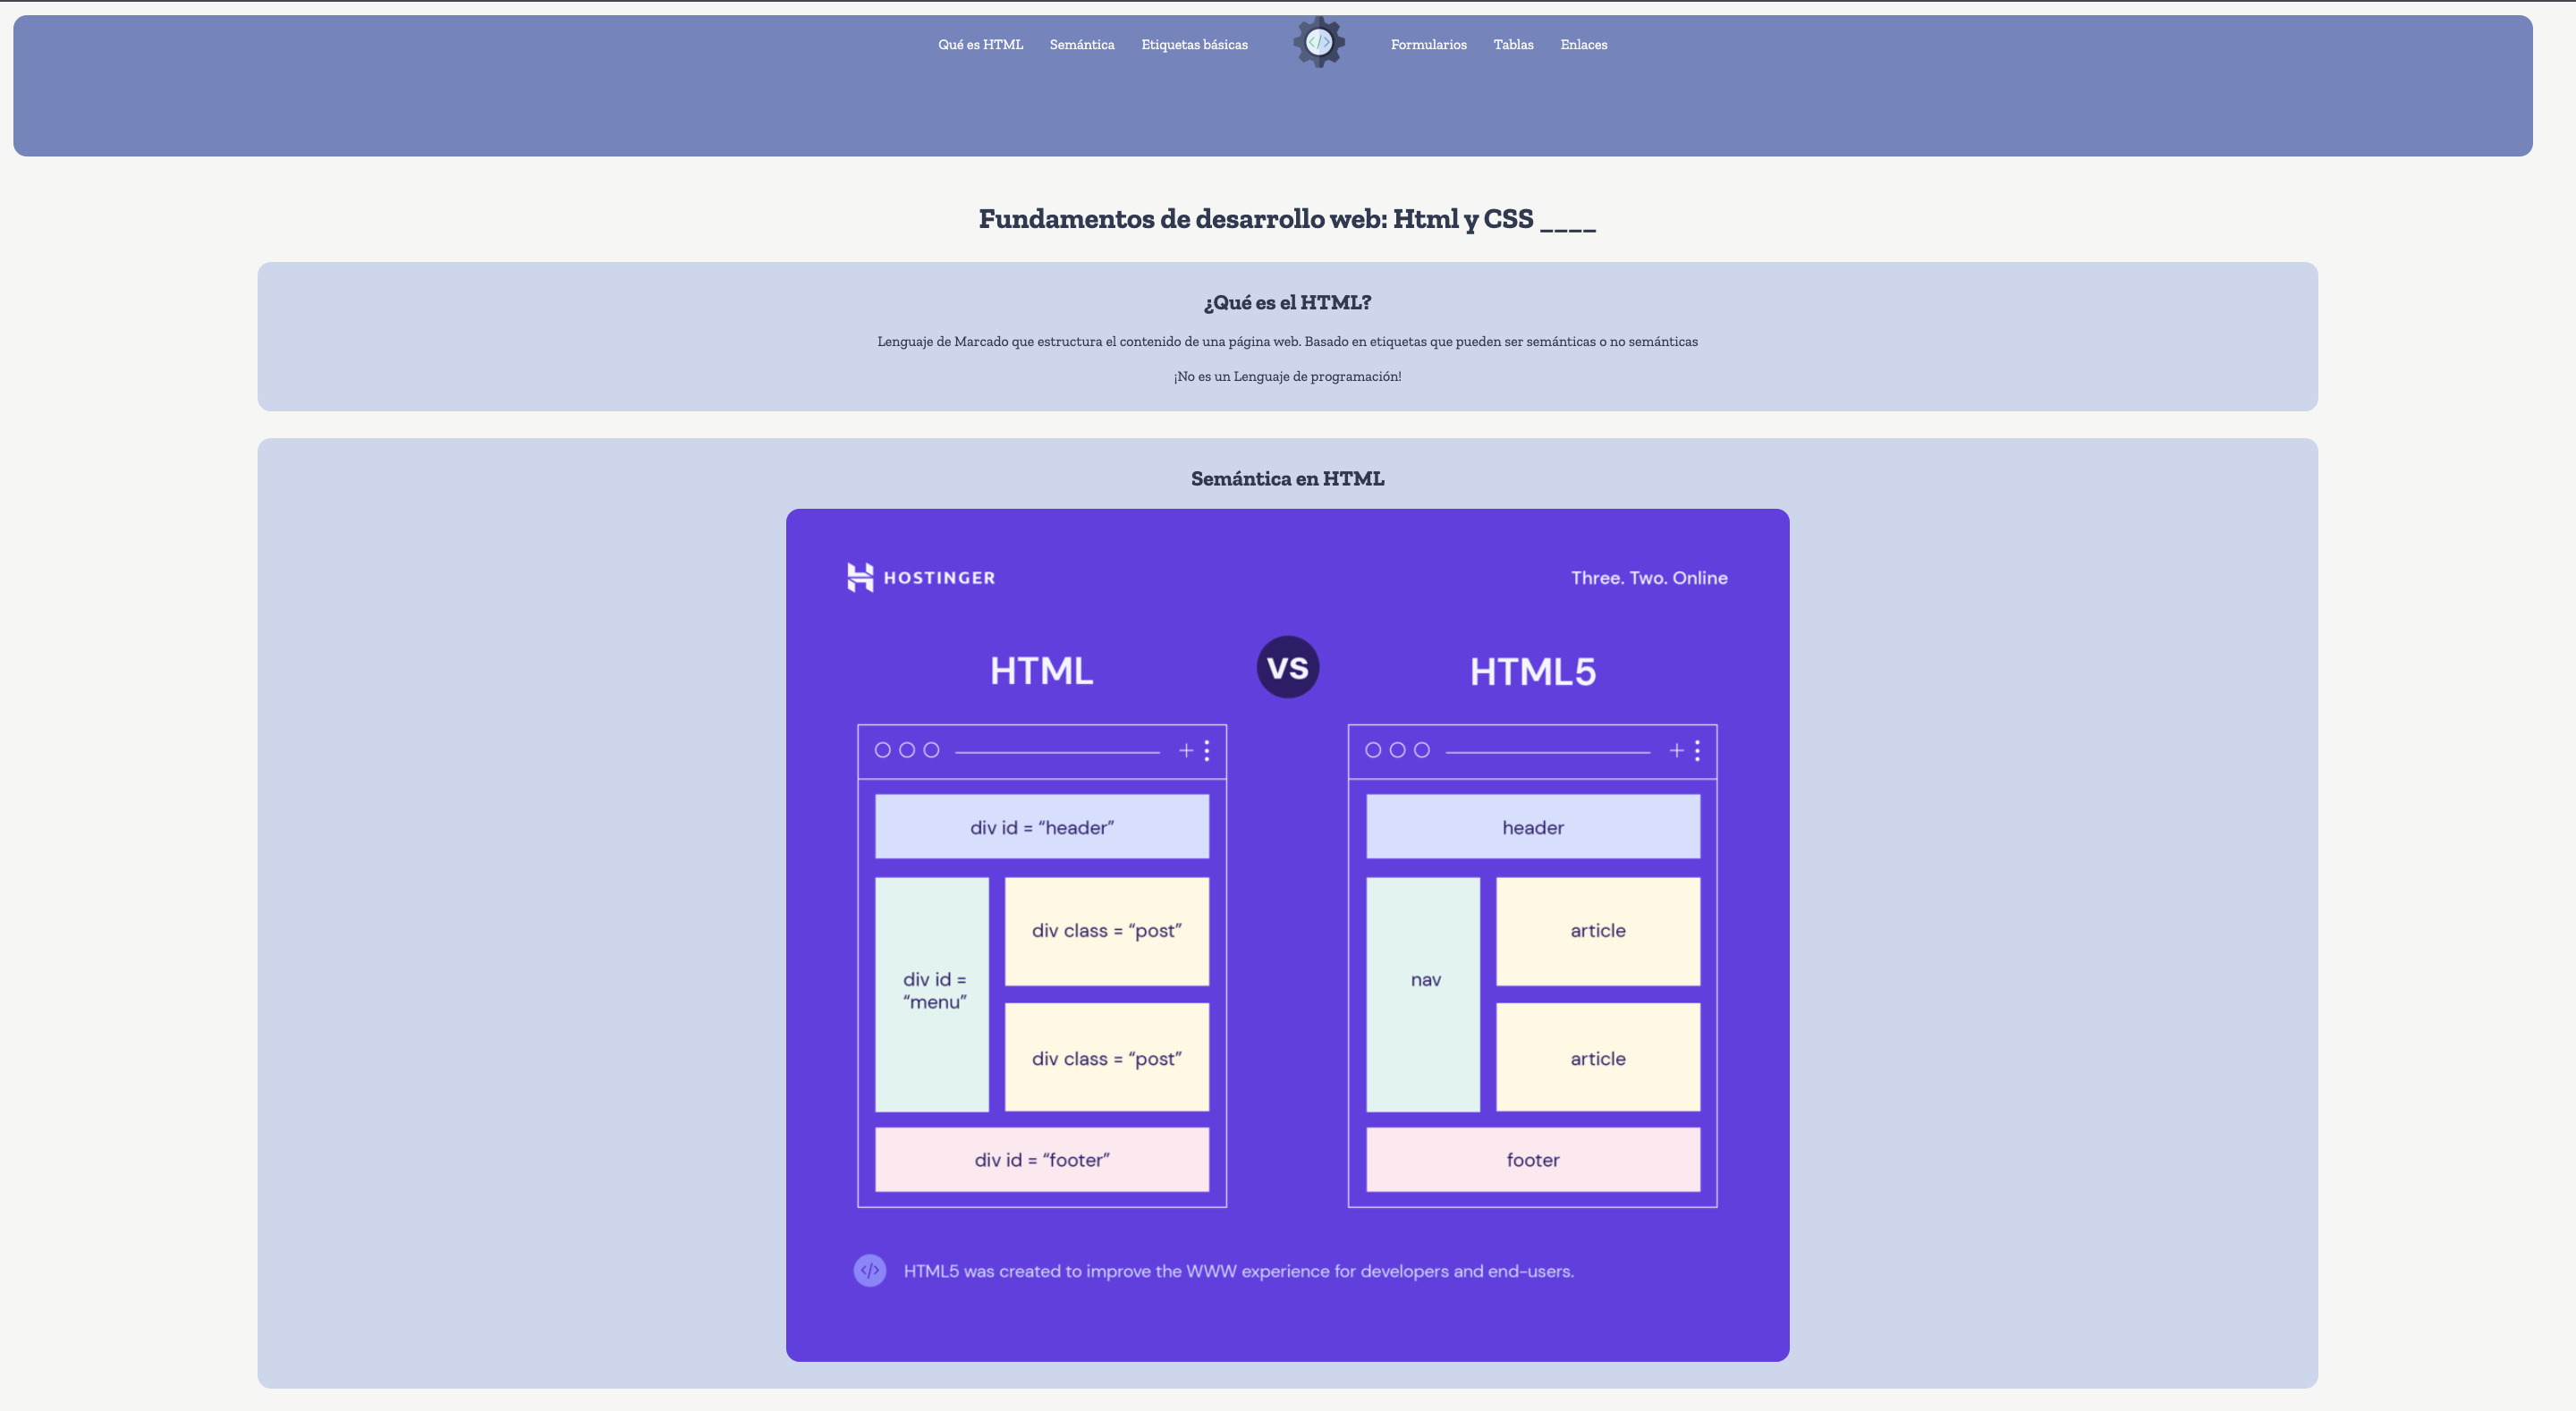 Qué es HTML Semántica Etiquetas básicas </> Formularios Tablas Enlaces
Fundamentos de desarrollo web: Html y CSS ____
¿Qué es el HTML?
Lenguaje de Marcado que estructura el contenido de una página web. Basado en etiquetas que pueden ser semánticas o no semánticas
¡No es un Lenguaje de programación!
Semántica en HTML
HOSTINGER
Three. Two. Online
HTML
VS
HTML5
div id = “header”
div id =
“menu”
div class = “post”
div class = “post”
div id = “footer”
header
nav
article
article
footer
</> HTML5 was created to improve the WWW experience for developers and end-users.